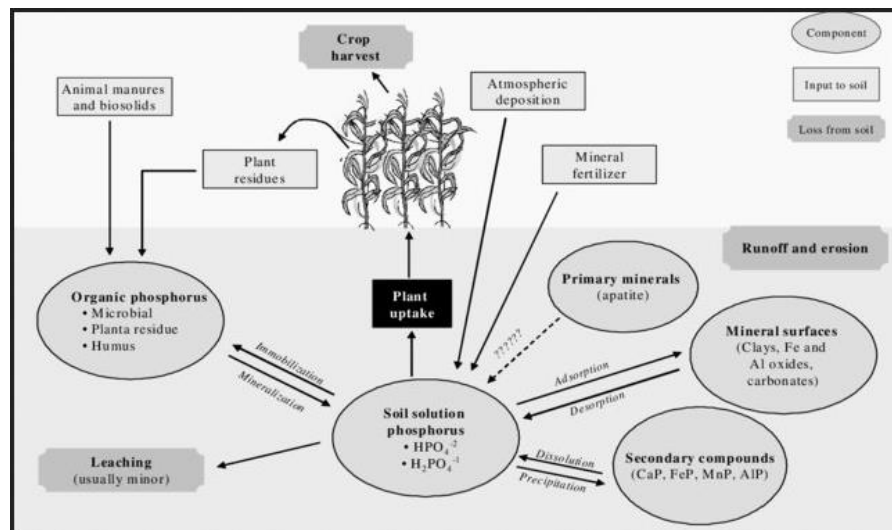 Crop
harvest
Component
Animal manures
and biosolids
Atmospheric
deposition
Input to soil
Loss from soil
Plant
residues
Mineral
fertilizer
Runoff and erosion
Organic phosphorus
• Microbial
• Planta residue
• Humus
Plant
uptake
Primary minerals
(apatite)
??????
Mineral surfaces
(Clays, Fe and
Al oxides,
carbonates)
Immobilization
Mineralization
Adsorption
Desorption
Soil solution
phosphorus
• HPO₄⁻²
• H₂PO₄⁻¹
Leaching
(usually minor)
Dissolution
Precipitation
Secondary compounds
(CaP, FeP, MnP, AlP)